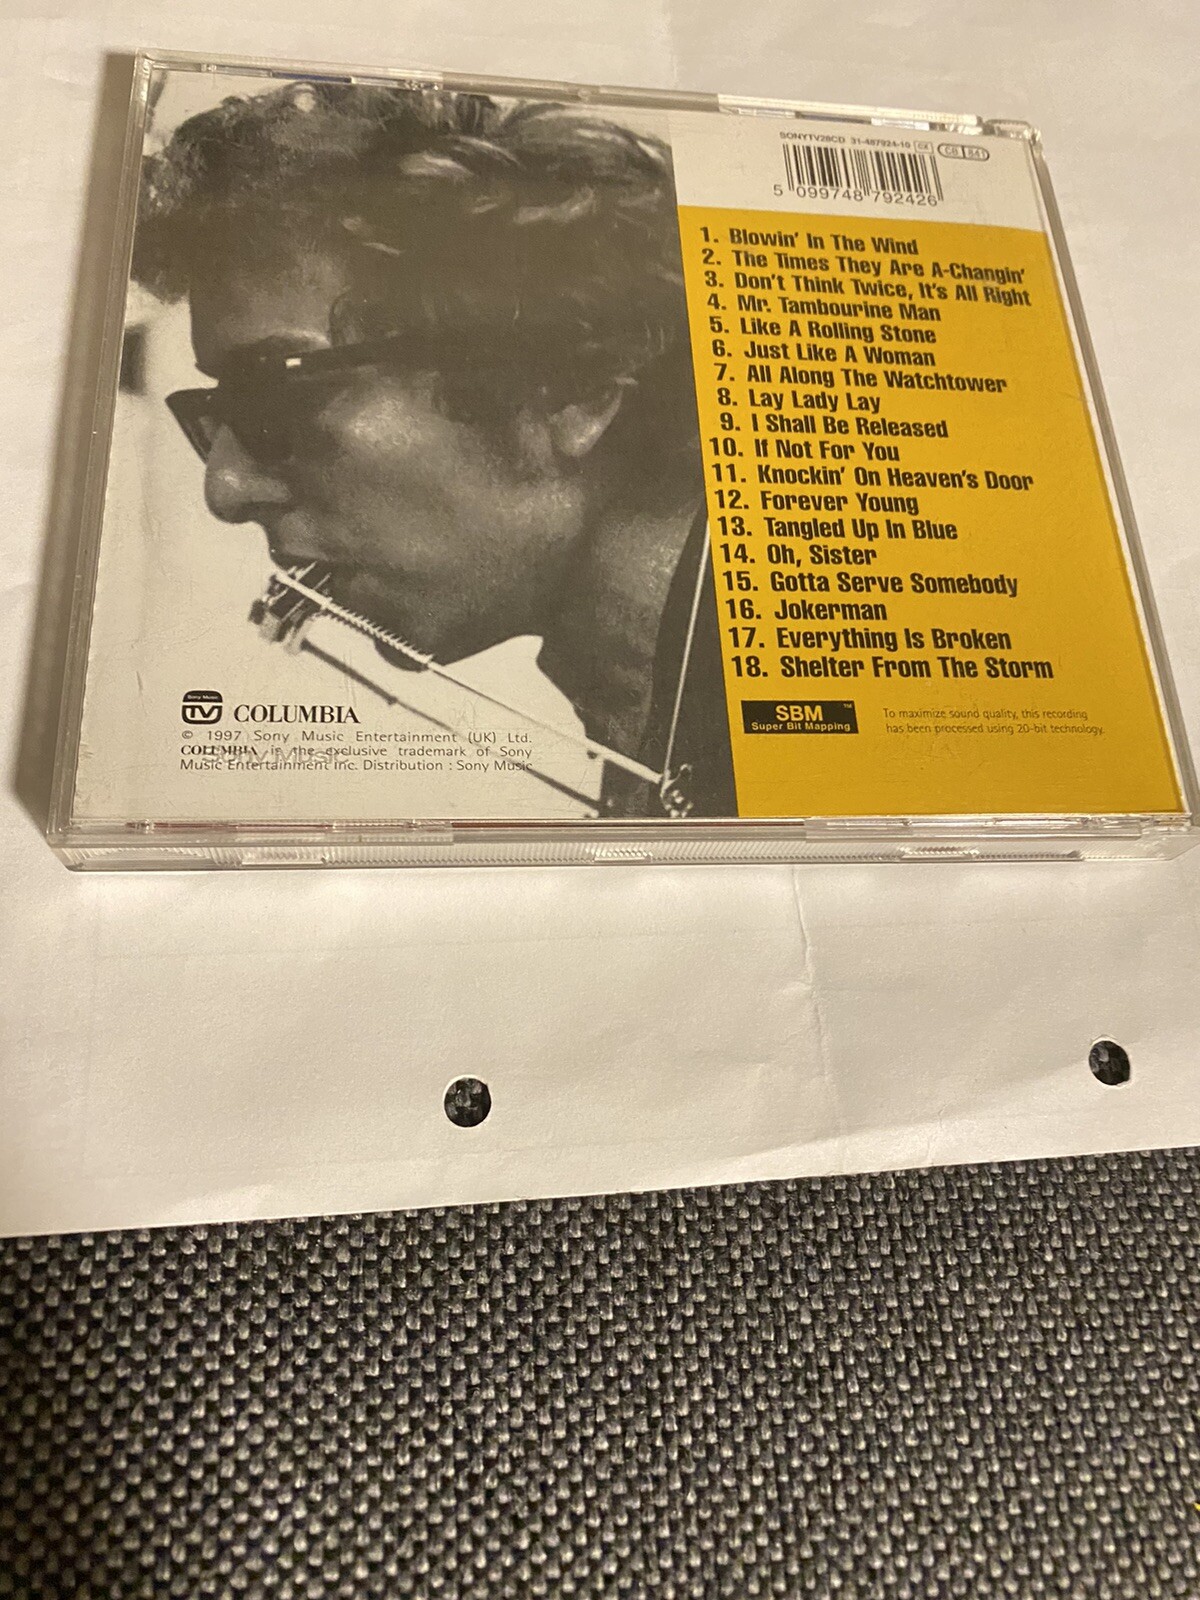 SONYTV28CD 31-487924-10 CX CB 841
5 099748 792426
1. Blowin' In The Wind
2. The Times They Are A-Changin'
3. Don't Think Twice, It's All Right
4. Mr. Tambourine Man
5. Like A Rolling Stone
6. Just Like A Woman
7. All Along The Watchtower
8. Lay Lady Lay
9. I Shall Be Released
10. If Not For You
11. Knockin' On Heaven's Door
12. Forever Young
13. Tangled Up In Blue
14. Oh, Sister
15. Gotta Serve Somebody
16. Jokerman
17. Everything Is Broken
18. Shelter From The Storm
SBM™
Super Bit Mapping
To maximize sound quality, this recording
has been processed using 20-bit technology.
Sony Music
TV COLUMBIA
© 1997 Sony Music Entertainment (UK) Ltd.
COLUMBIA is the exclusive trademark of Sony
Music Entertainment Inc. Distribution : Sony Music
Sony Music